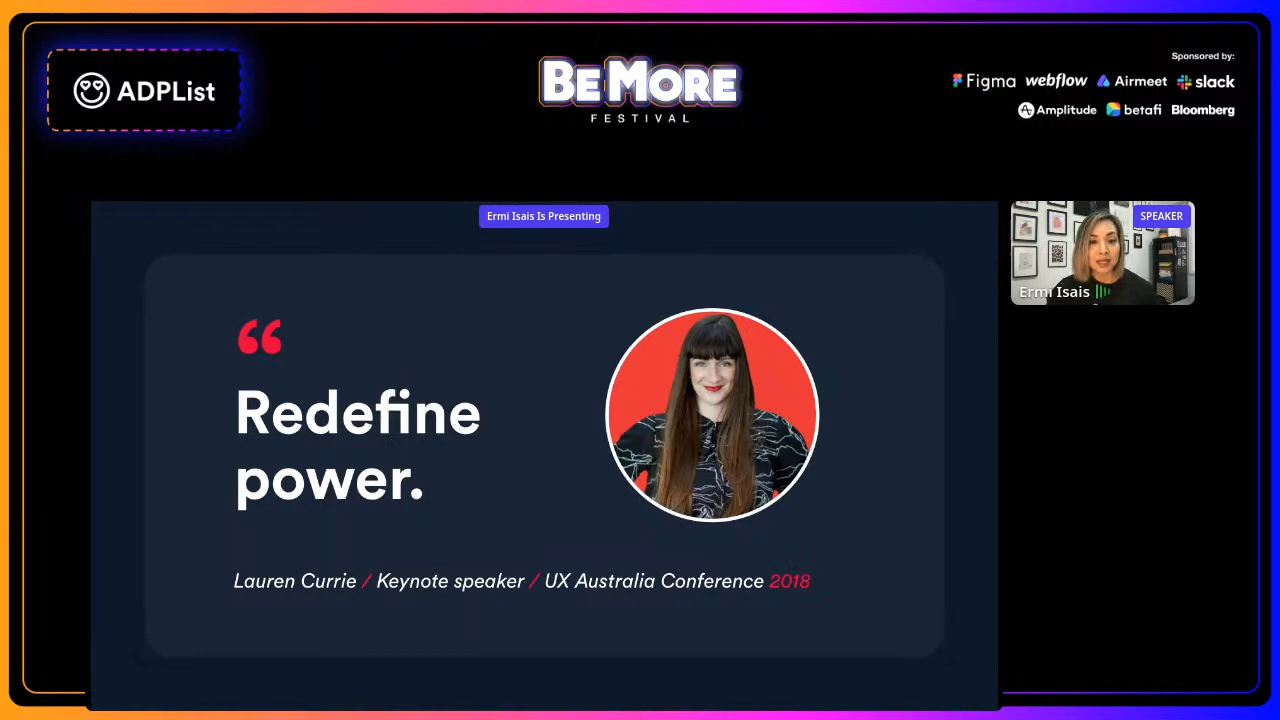 ADPList
BE MORE
FESTIVAL
Sponsored by:
Figma webflow Airmeet slack
Amplitude betafi Bloomberg
Ermi Isais Is Presenting
SPEAKER
Ermi Isais
“
Redefine
power.
Lauren Currie / Keynote speaker / UX Australia Conference 2018